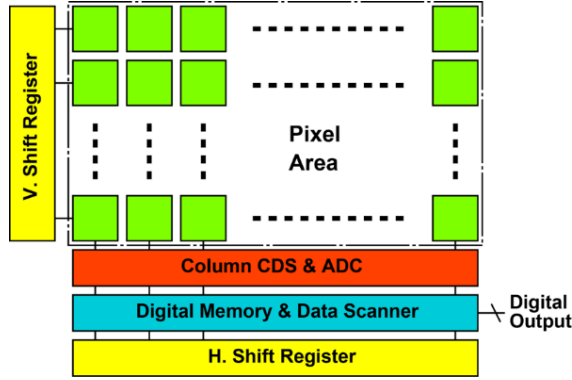 V. Shift Register
Pixel
Area
Column CDS & ADC
Digital Memory & Data Scanner
Digital
Output
H. Shift Register